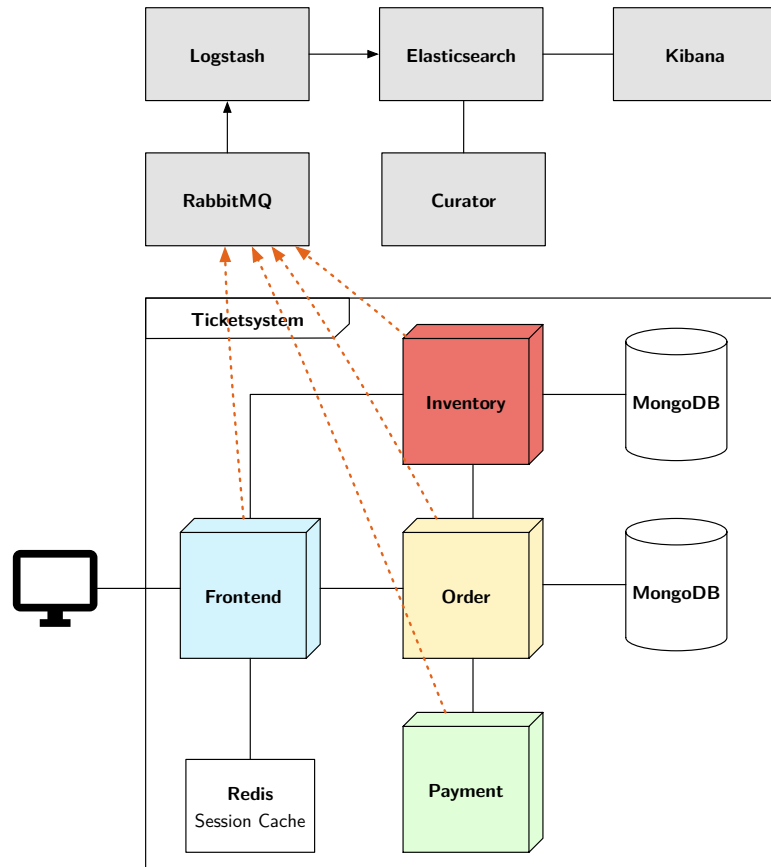 Logstash
Elasticsearch
Kibana
RabbitMQ
Curator
Ticketsystem
Inventory
MongoDB
Frontend
Order
MongoDB
Redis
Session Cache
Payment